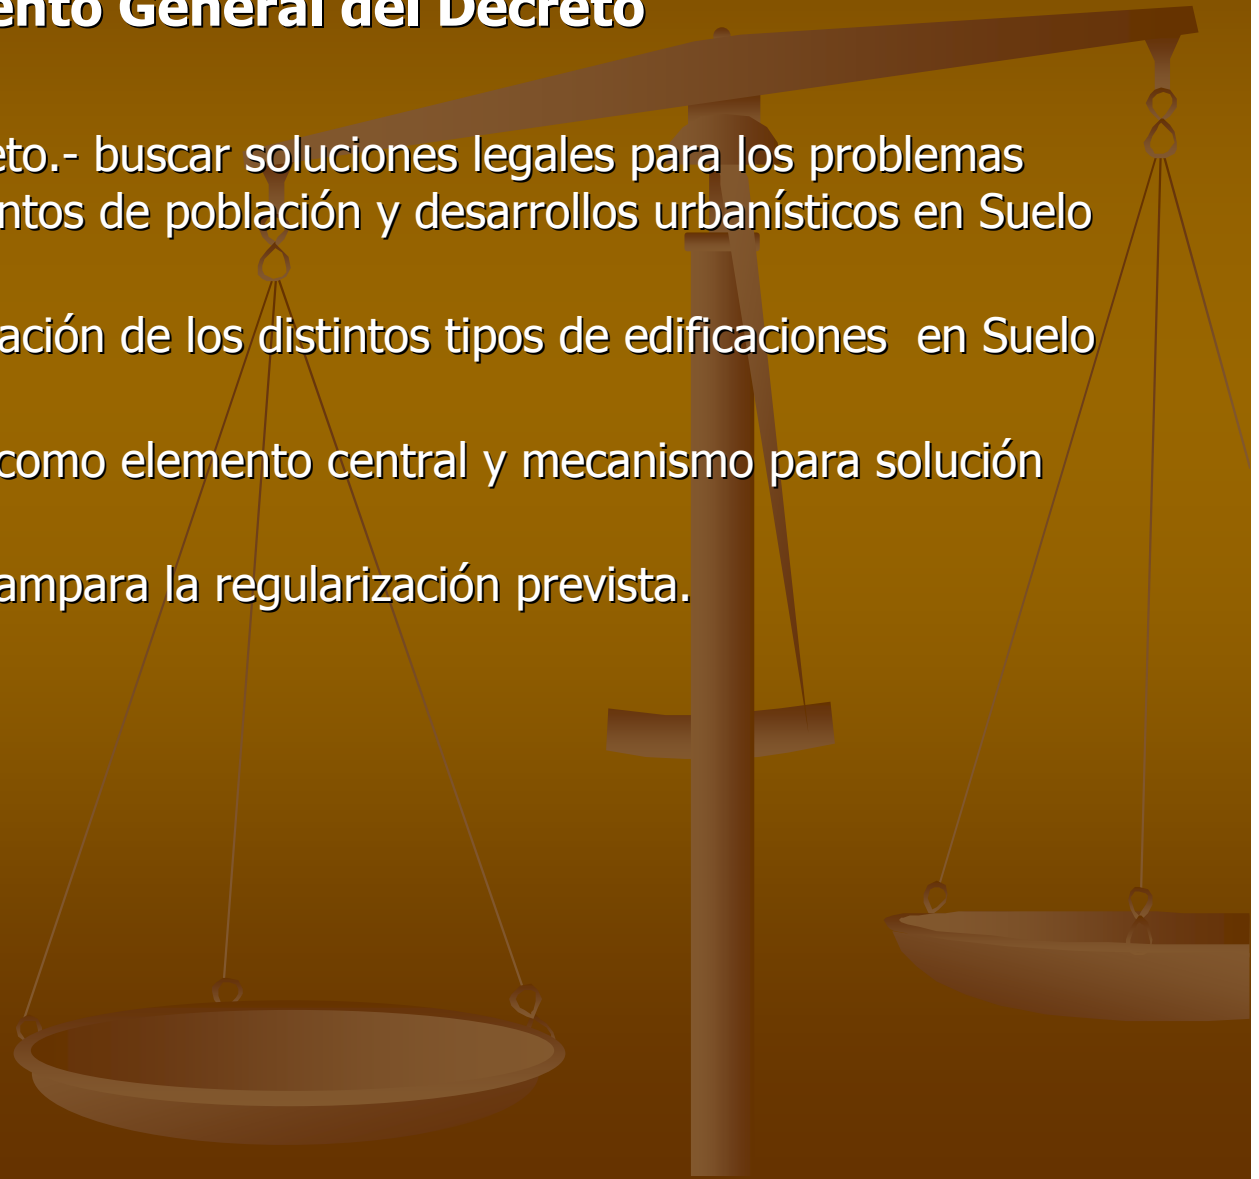 ento General del Decreto
eto.- buscar soluciones legales para los problemas
ntos de población y desarrollos urbanísticos en Suelo
ación de los distintos tipos de edificaciones  en Suelo
como elemento central y mecanismo para solución
ampara la regularización prevista.